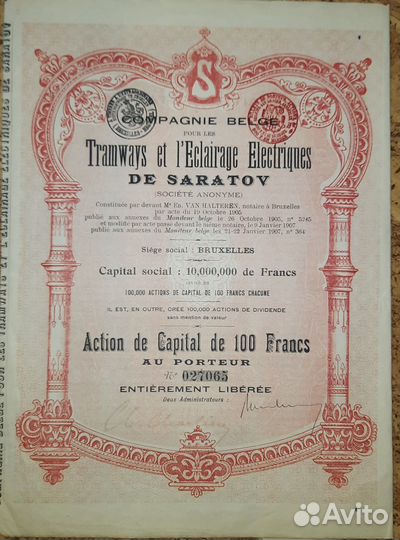 S
COMPAGNIE BELGE
POUR LES
Tramways et l'Eclairage Electriques
DE SARATOV
(SOCIÉTÉ ANONYME)
Constituée par devant Me Ed. VAN HALTEREN, notaire à Bruxelles
par acte du 19 Octobre 1905
publié aux annexes du Moniteur belge le 26 Octobre 1905, no 5245
et modifié par acte passé devant le même notaire, le 9 Janvier 1907
publié aux annexes du Moniteur belge les 21-22 Janvier 1907, no 364
Siège social : BRUXELLES
Capital social : 10,000,000 de Francs
DIVISÉ EN
100,000 ACTIONS DE CAPITAL DE 100 FRANCS CHACUNE
IL EST, EN OUTRE, CRÉÉ 100,000 ACTIONS DE DIVIDENDE
sans mention de valeur
Action de Capital de 100 Francs
AU PORTEUR
No 027065
ENTIÈREMENT LIBÉRÉE
Deux Administrateurs :
Avito